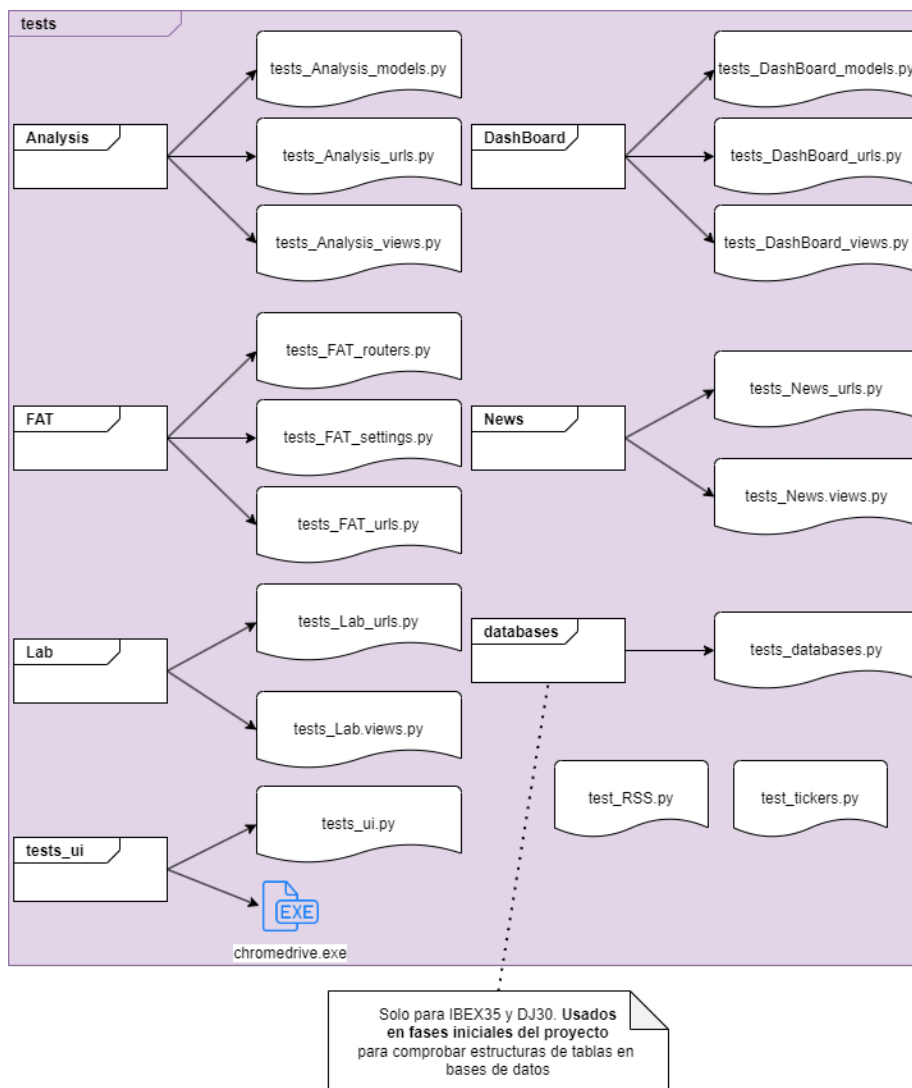 tests
Analysis
tests_Analysis_models.py
tests_Analysis_urls.py
tests_Analysis_views.py
DashBoard
tests_DashBoard_models.py
tests_DashBoard_urls.py
tests_DashBoard_views.py
FAT
tests_FAT_routers.py
tests_FAT_settings.py
tests_FAT_urls.py
News
tests_News_urls.py
tests_News.views.py
Lab
tests_Lab_urls.py
tests_Lab.views.py
databases
tests_databases.py
test_RSS.py
test_tickers.py
tests_ui
tests_ui.py
EXE
chromedrive.exe
Solo para IBEX35 y DJ30. Usados
en fases iniciales del proyecto
para comprobar estructuras de tablas en
bases de datos